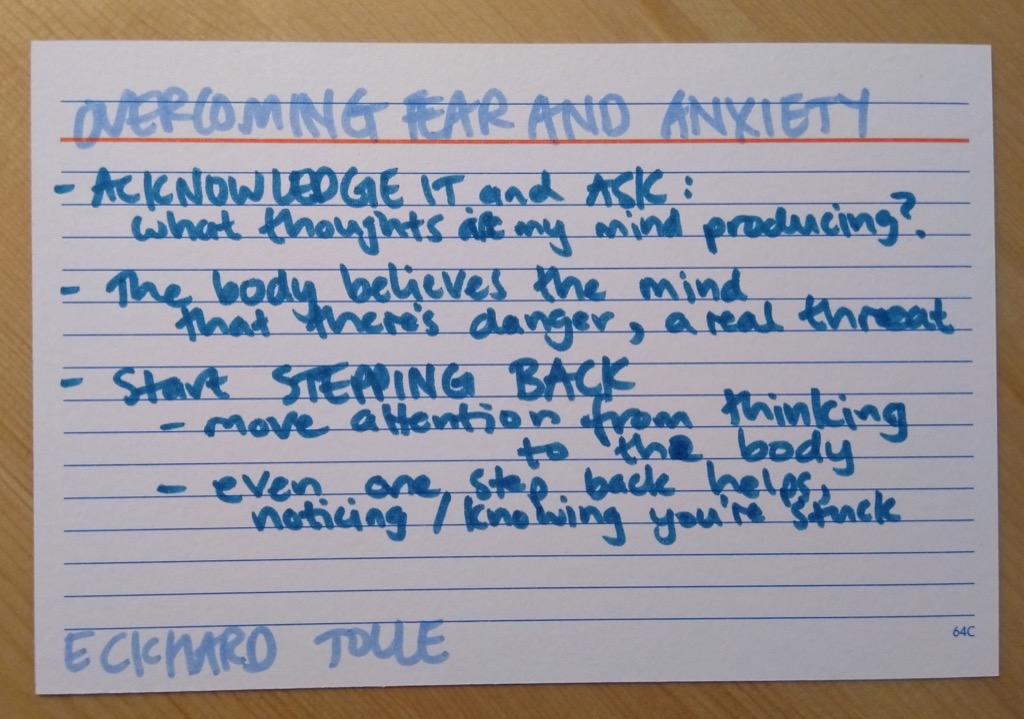 OVERCOMING FEAR AND ANXIETY
- ACKNOWLEDGE IT and ASK:
what thoughts is my mind producing?
- The body believes the mind
that there's danger, a real threat
- Start STEPPING BACK
- move attention from thinking
to the body
- even one step back helps,
noticing / knowing you're stuck
ECKHARD TOLLE
64C